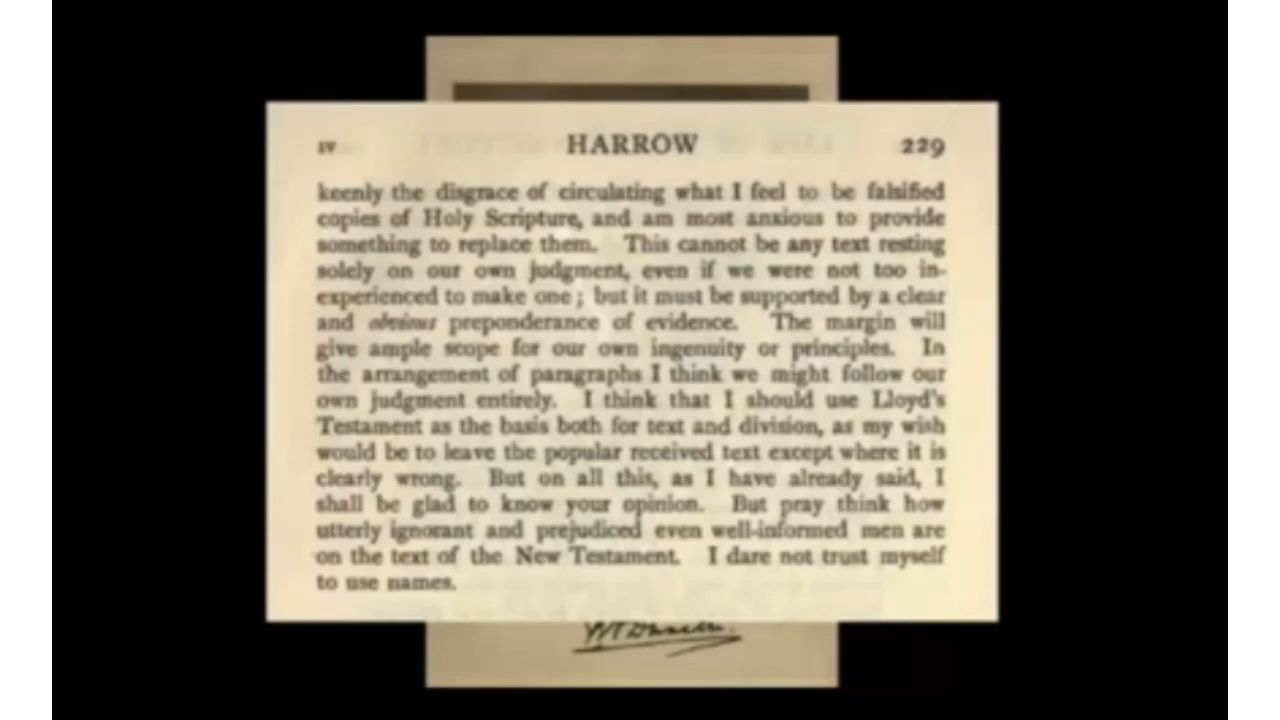 IV HARROW 229
keenly the disgrace of circulating what I feel to be falsified
copies of Holy Scripture, and am most anxious to provide
something to replace them. This cannot be any text resting
solely on our own judgment, even if we were not too in-
experienced to make one; but it must be supported by a clear
and obvious preponderance of evidence. The margin will
give ample scope for our own ingenuity or principles. In
the arrangement of paragraphs I think we might follow our
own judgment entirely. I think that I should use Lloyd's
Testament as the basis both for text and division, as my wish
would be to leave the popular received text except where it is
clearly wrong. But on all this, as I have already said, I
shall be glad to know your opinion. But pray think how
utterly ignorant and prejudiced even well-informed men are
on the text of the New Testament. I dare not trust myself
to use names.